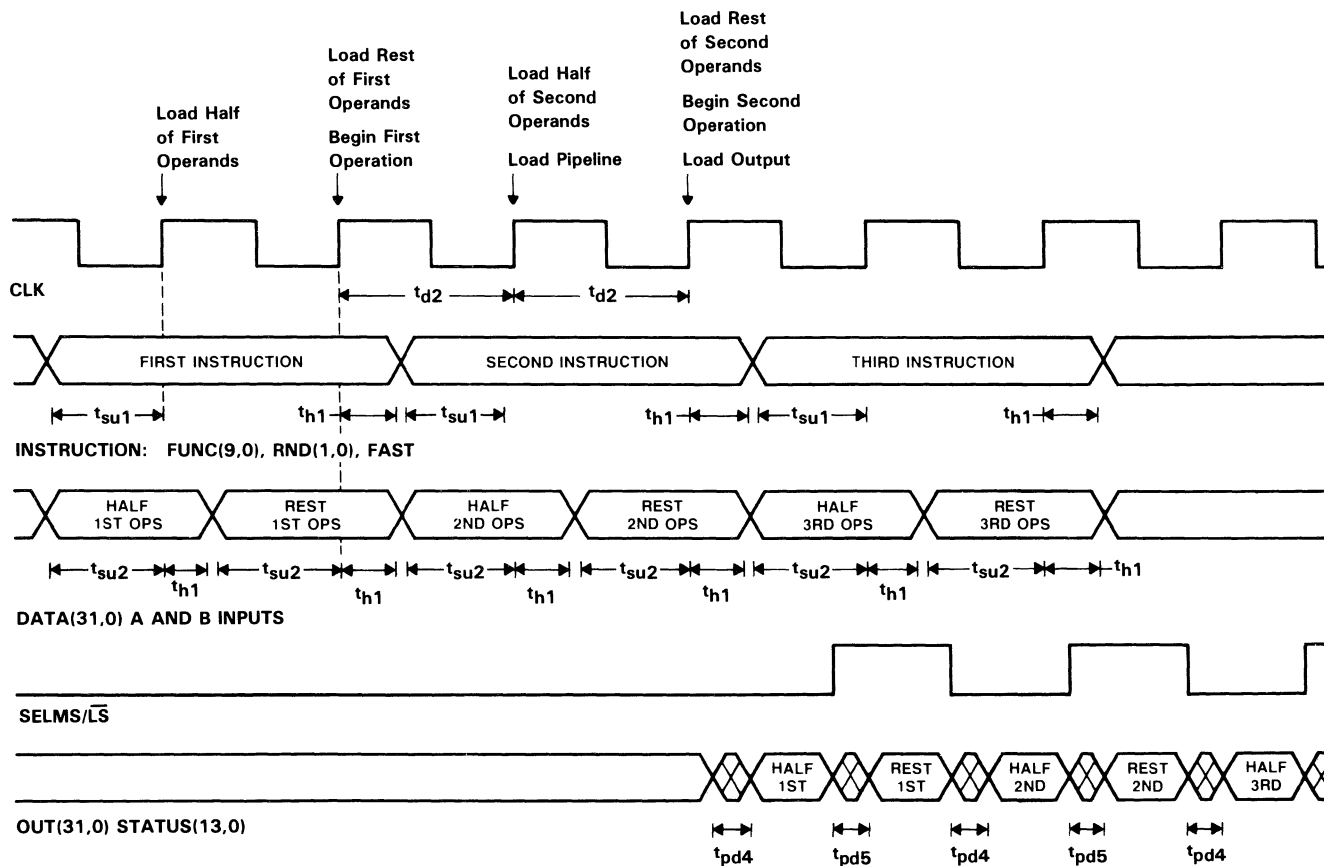 Load Half
of First
Operands
Load Rest
of First
Operands
Begin First
Operation
Load Half
of Second
Operands
Load Pipeline
Load Rest
of Second
Operands
Begin Second
Operation
Load Output
CLK
td2
td2
FIRST INSTRUCTION
SECOND INSTRUCTION
THIRD INSTRUCTION
tsu1
th1
tsu1
th1
tsu1
th1
INSTRUCTION: FUNC(9,0), RND(1,0), FAST
HALF
1ST OPS
REST
1ST OPS
HALF
2ND OPS
REST
2ND OPS
HALF
3RD OPS
REST
3RD OPS
tsu2
th1
tsu2
th1
tsu2
th1
tsu2
th1
tsu2
th1
tsu2
th1
DATA(31,0) A AND B INPUTS
SELMS/L̅S̅
HALF
1ST
REST
1ST
HALF
2ND
REST
2ND
HALF
3RD
OUT(31,0) STATUS(13,0)
tpd4
tpd5
tpd4
tpd5
tpd4